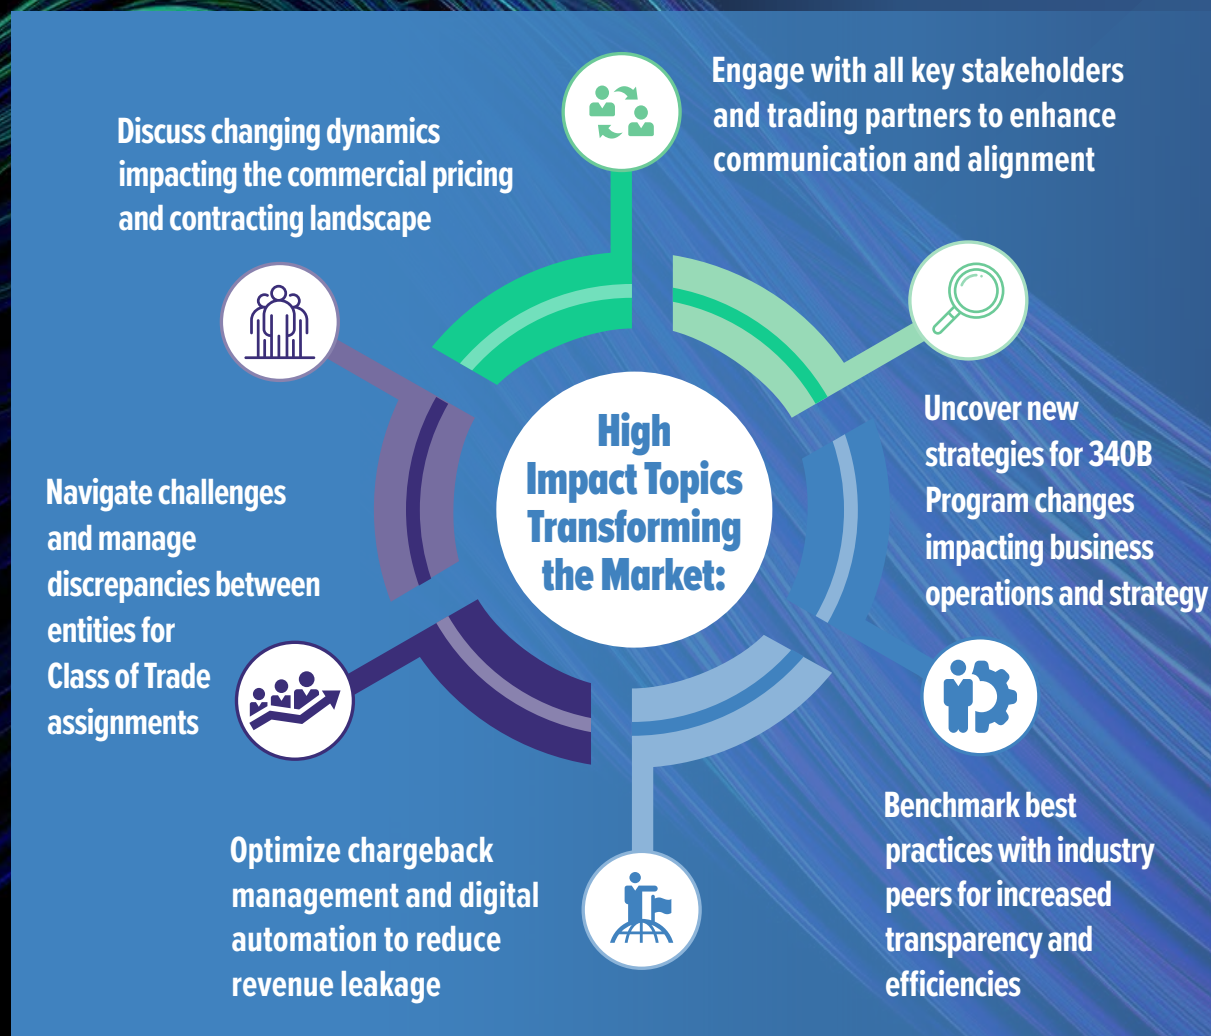 High
Impact Topics
Transforming
the Market:
Engage with all key stakeholders
and trading partners to enhance
communication and alignment
Uncover new
strategies for 340B
Program changes
impacting business
operations and strategy
Benchmark best
practices with industry
peers for increased
transparency and
efficiencies
Optimize chargeback
management and digital
automation to reduce
revenue leakage
Navigate challenges
and manage
discrepancies between
entities for
Class of Trade
assignments
Discuss changing dynamics
impacting the commercial pricing
and contracting landscape